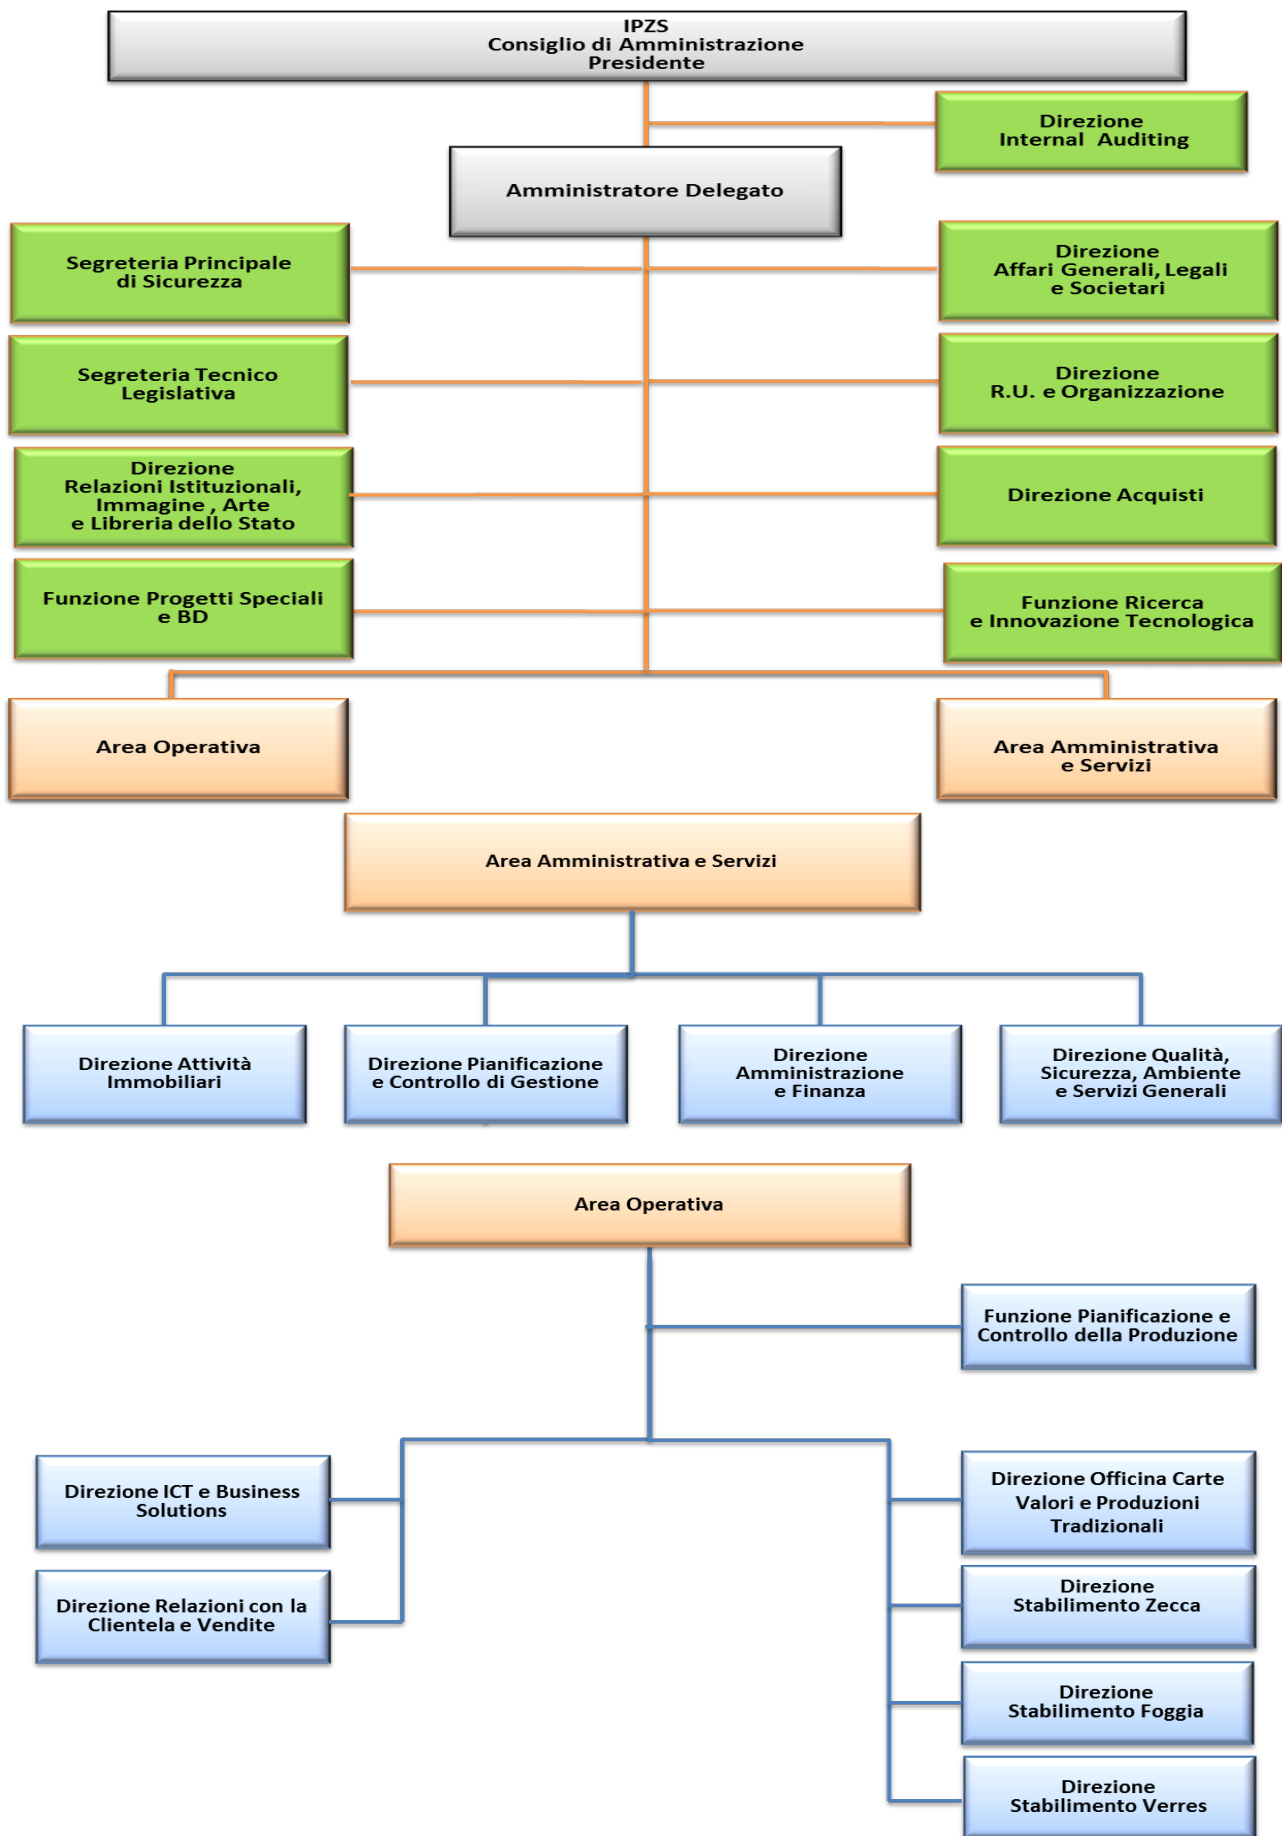 IPZS
Consiglio di Amministrazione
Presidente
Direzione
Internal Auditing
Amministratore Delegato
Segreteria Principale
di Sicurezza
Direzione
Affari Generali, Legali
e Societari
Segreteria Tecnico
Legislativa
Direzione
R.U. e Organizzazione
Direzione
Relazioni Istituzionali,
Immagine , Arte
e Libreria dello Stato
Direzione Acquisti
Funzione Progetti Speciali
e BD
Funzione Ricerca
e Innovazione Tecnologica
Area Operativa
Area Amministrativa
e Servizi
Area Amministrativa e Servizi
Direzione Attività
Immobiliari
Direzione Pianificazione
e Controllo di Gestione
Direzione
Amministrazione
e Finanza
Direzione Qualità,
Sicurezza, Ambiente
e Servizi Generali
Area Operativa
Funzione Pianificazione e
Controllo della Produzione
Direzione ICT e Business
Solutions
Direzione Officina Carte
Valori e Produzioni
Tradizionali
Direzione Relazioni con la
Clientela e Vendite
Direzione
Stabilimento Zecca
Direzione
Stabilimento Foggia
Direzione
Stabilimento Verres